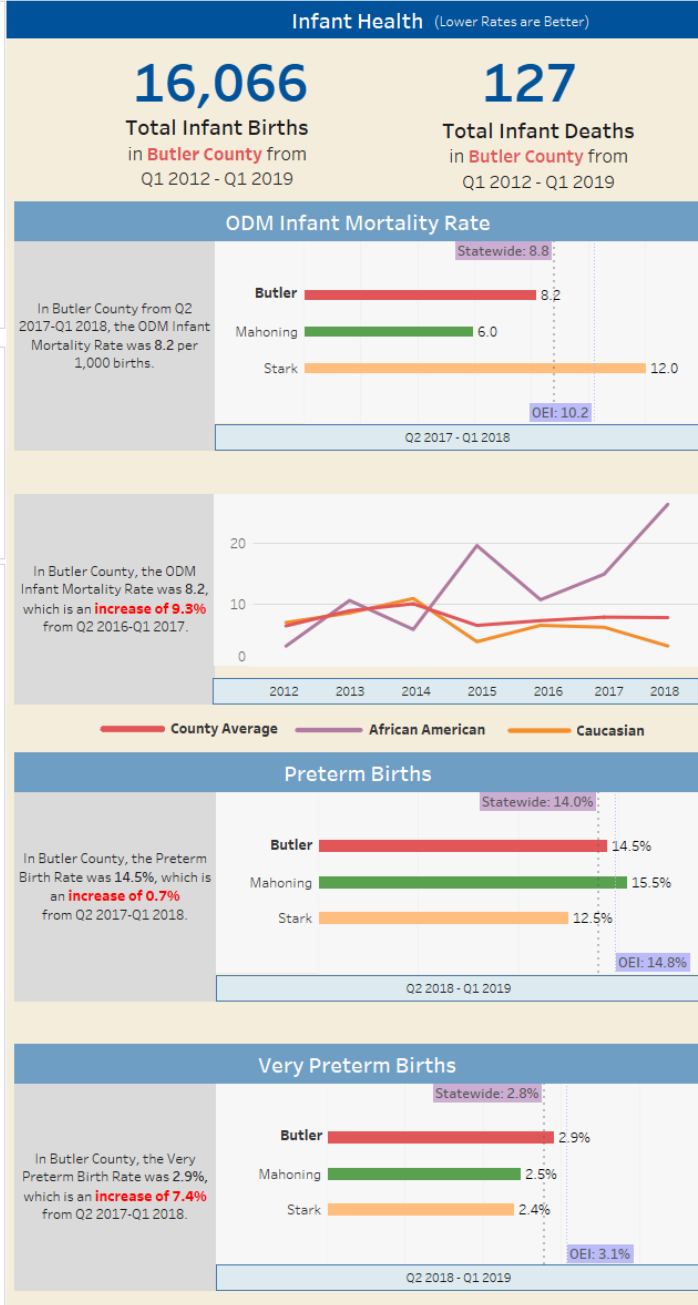 Infant Health (Lower Rates are Better)
16,066
Total Infant Births
in Butler County from
Q1 2012 - Q1 2019
127
Total Infant Deaths
in Butler County from
Q1 2012 - Q1 2019
ODM Infant Mortality Rate
In Butler County from Q2
2017-Q1 2018, the ODM Infant
Mortality Rate was 8.2 per
1,000 births.
Statewide: 8.8
Butler 8.2
Mahoning 6.0
Stark 12.0
OEI: 10.2
Q2 2017 - Q1 2018
In Butler County, the ODM
Infant Mortality Rate was 8.2,
which is an increase of 9.3%
from Q2 2016-Q1 2017.
20
10
0
2012 2013 2014 2015 2016 2017 2018
County Average African American Caucasian
Preterm Births
In Butler County, the Preterm
Birth Rate was 14.5%, which is
an increase of 0.7%
from Q2 2017-Q1 2018.
Statewide: 14.0%
Butler 14.5%
Mahoning 15.5%
Stark 12.5%
OEI: 14.8%
Q2 2018 - Q1 2019
Very Preterm Births
In Butler County, the Very
Preterm Birth Rate was 2.9%,
which is an increase of 7.4%
from Q2 2017-Q1 2018.
Statewide: 2.8%
Butler 2.9%
Mahoning 2.5%
Stark 2.4%
OEI: 3.1%
Q2 2018 - Q1 2019